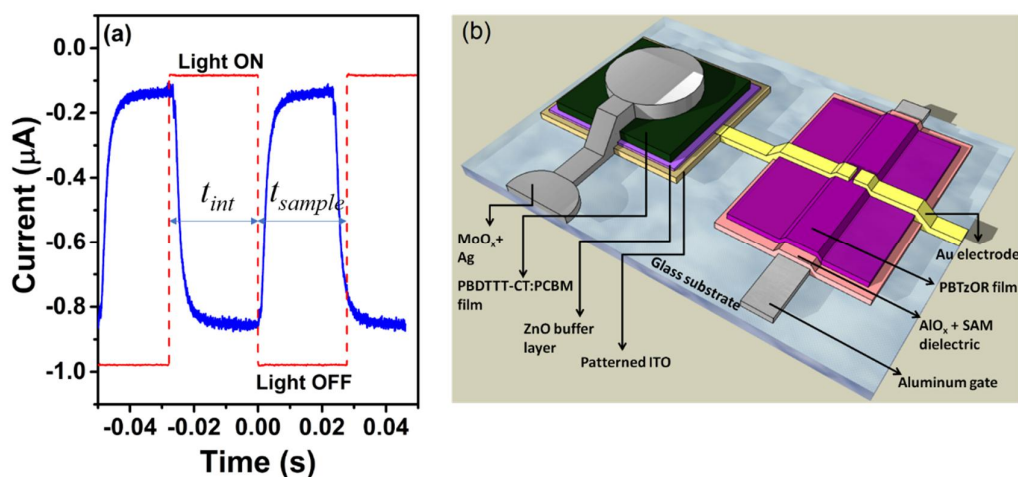 (a)
0.0
-0.2
-0.4
-0.6
-0.8
-1.0
Current (µA)
Light ON
t_int
t_sample
Light OFF
-0.04 -0.02 0.00 0.02 0.04
Time (s)
(b)
MoOₓ+
Ag
PBDTTT-CT:PCBM
film
ZnO buffer
layer
Patterned ITO
Glass substrate
Au electrode
PBTzOR film
AlOₓ + SAM
dielectric
Aluminum gate